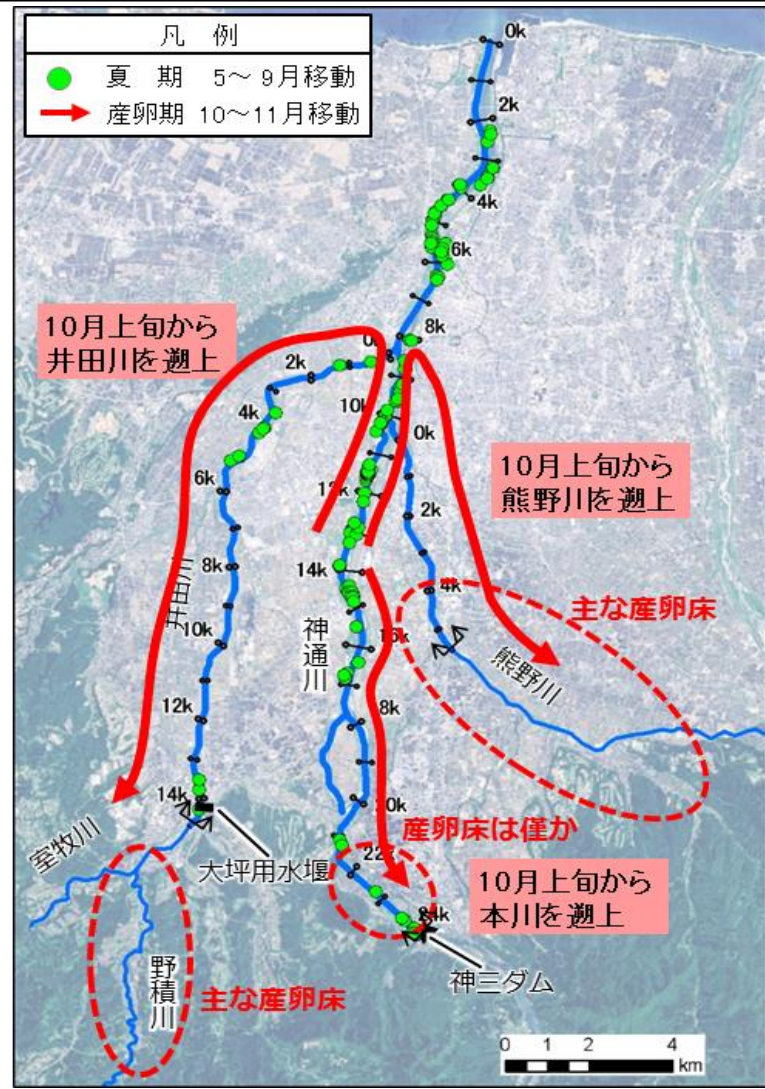 凡 例
夏 期 5～9月移動
産卵期 10～11月移動
0k
2k
4k
6k
8k
10月上旬から
井田川を遡上
2k
4k
6k
8k
10k
12k
14k
井田川
10k
14k
神通川
8k
22k
24k
0k
2k
4k
10月上旬から
熊野川を遡上
主な産卵床
熊野川
産卵床は僅か
10月上旬から
本川を遡上
神三ダム
大坪用水堰
室牧川
野積川
主な産卵床
0 1 2 4
km